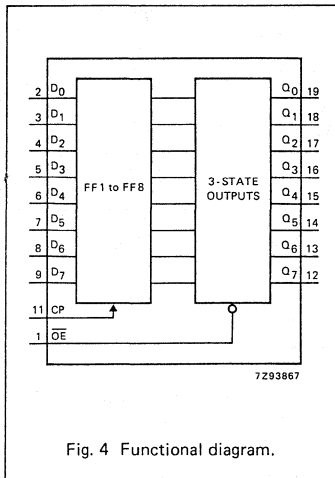 2 D0 Q0 19
3 D1 Q1 18
4 D2 Q2 17
5 D3 Q3 16
FF1 to FF8 3-STATE OUTPUTS
6 D4 Q4 15
7 D5 Q5 14
8 D6 Q6 13
9 D7 Q7 12
11 CP
1 O̅E̅
7Z93867
Fig. 4 Functional diagram.